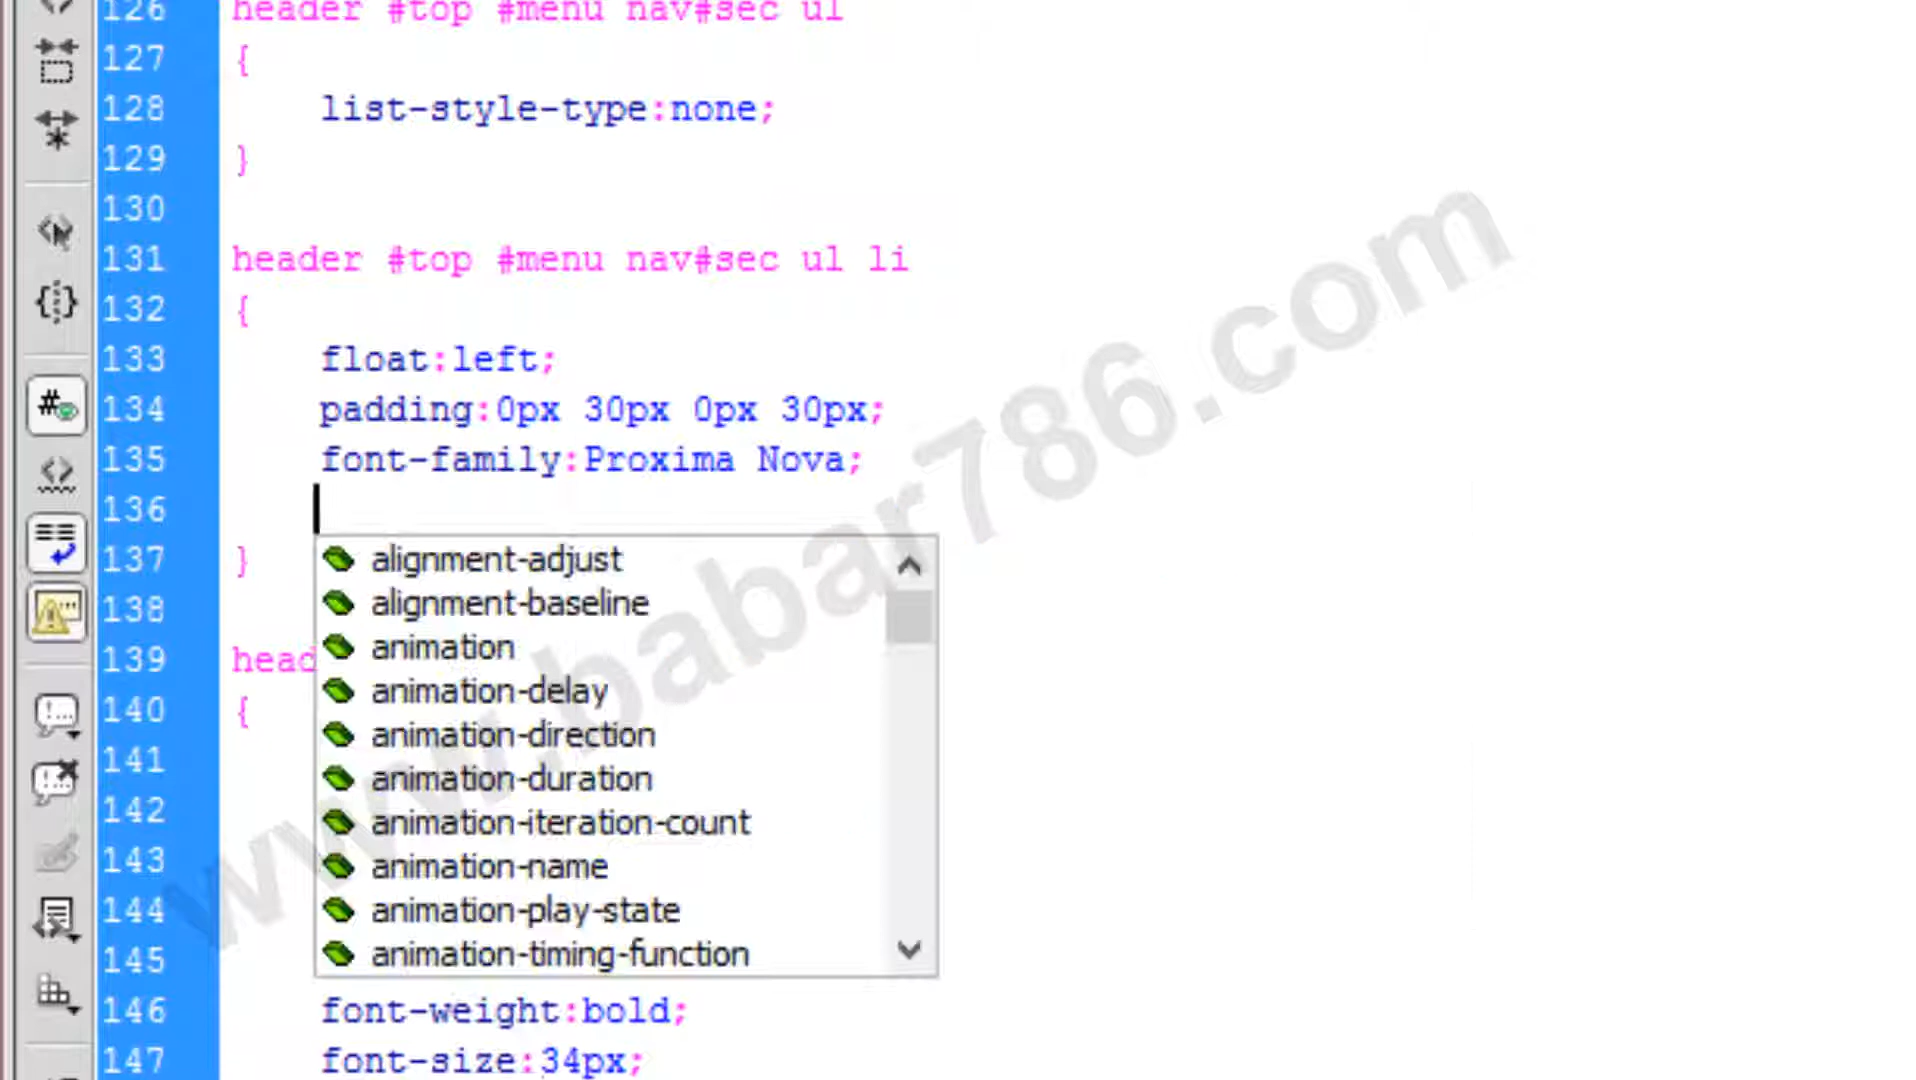 126 header #top #menu nav#sec ul
127 {
128 list-style-type:none;
129 }
130
131 header #top #menu nav#sec ul li
132 {
133 float:left;
134 padding:0px 30px 0px 30px;
135 font-family:Proxima Nova;
136
137 }
alignment-adjust
138
alignment-baseline
139 head
animation
animation-delay
140 {
animation-direction
141
animation-duration
142
animation-iteration-count
143
animation-name
144
animation-play-state
145
animation-timing-function
146 font-weight:bold;
147 font-size:34px;
www.babar786.com